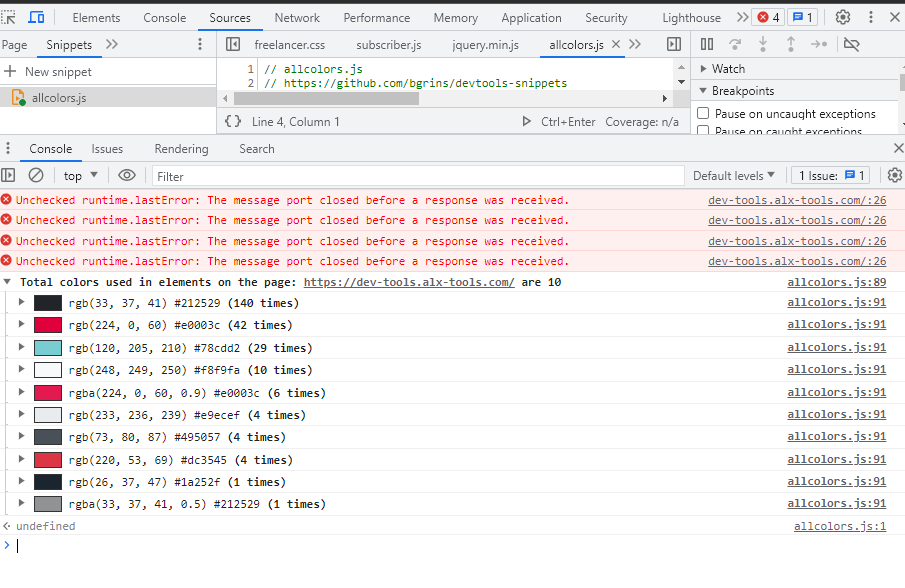 Elements Console Sources Network Performance Memory Application Security Lighthouse 4 1
Page Snippets freelancer.css subscriber.js jquery.min.js allcolors.js
New snippet
allcolors.js
1 // allcolors.js
2 // https://github.com/bgrins/devtools-snippets
{} Line 4, Column 1 Ctrl+Enter Coverage: n/a
Watch
Breakpoints
Pause on uncaught exceptions
Pause on caught exceptions
Console Issues Rendering Search
top Filter Default levels 1 Issue: 1
Unchecked runtime.lastError: The message port closed before a response was received. dev-tools.alx-tools.com/:26
Unchecked runtime.lastError: The message port closed before a response was received. dev-tools.alx-tools.com/:26
Unchecked runtime.lastError: The message port closed before a response was received. dev-tools.alx-tools.com/:26
Unchecked runtime.lastError: The message port closed before a response was received. dev-tools.alx-tools.com/:26
Total colors used in elements on the page: https://dev-tools.alx-tools.com/ are 10 allcolors.js:89
rgb(33, 37, 41) #212529 (140 times) allcolors.js:91
rgb(224, 0, 60) #e0003c (42 times) allcolors.js:91
rgb(120, 205, 210) #78cdd2 (29 times) allcolors.js:91
rgb(248, 249, 250) #f8f9fa (10 times) allcolors.js:91
rgba(224, 0, 60, 0.9) #e0003c (6 times) allcolors.js:91
rgb(233, 236, 239) #e9ecef (4 times) allcolors.js:91
rgb(73, 80, 87) #495057 (4 times) allcolors.js:91
rgb(220, 53, 69) #dc3545 (4 times) allcolors.js:91
rgb(26, 37, 47) #1a252f (1 times) allcolors.js:91
rgba(33, 37, 41, 0.5) #212529 (1 times) allcolors.js:91
undefined allcolors.js:1